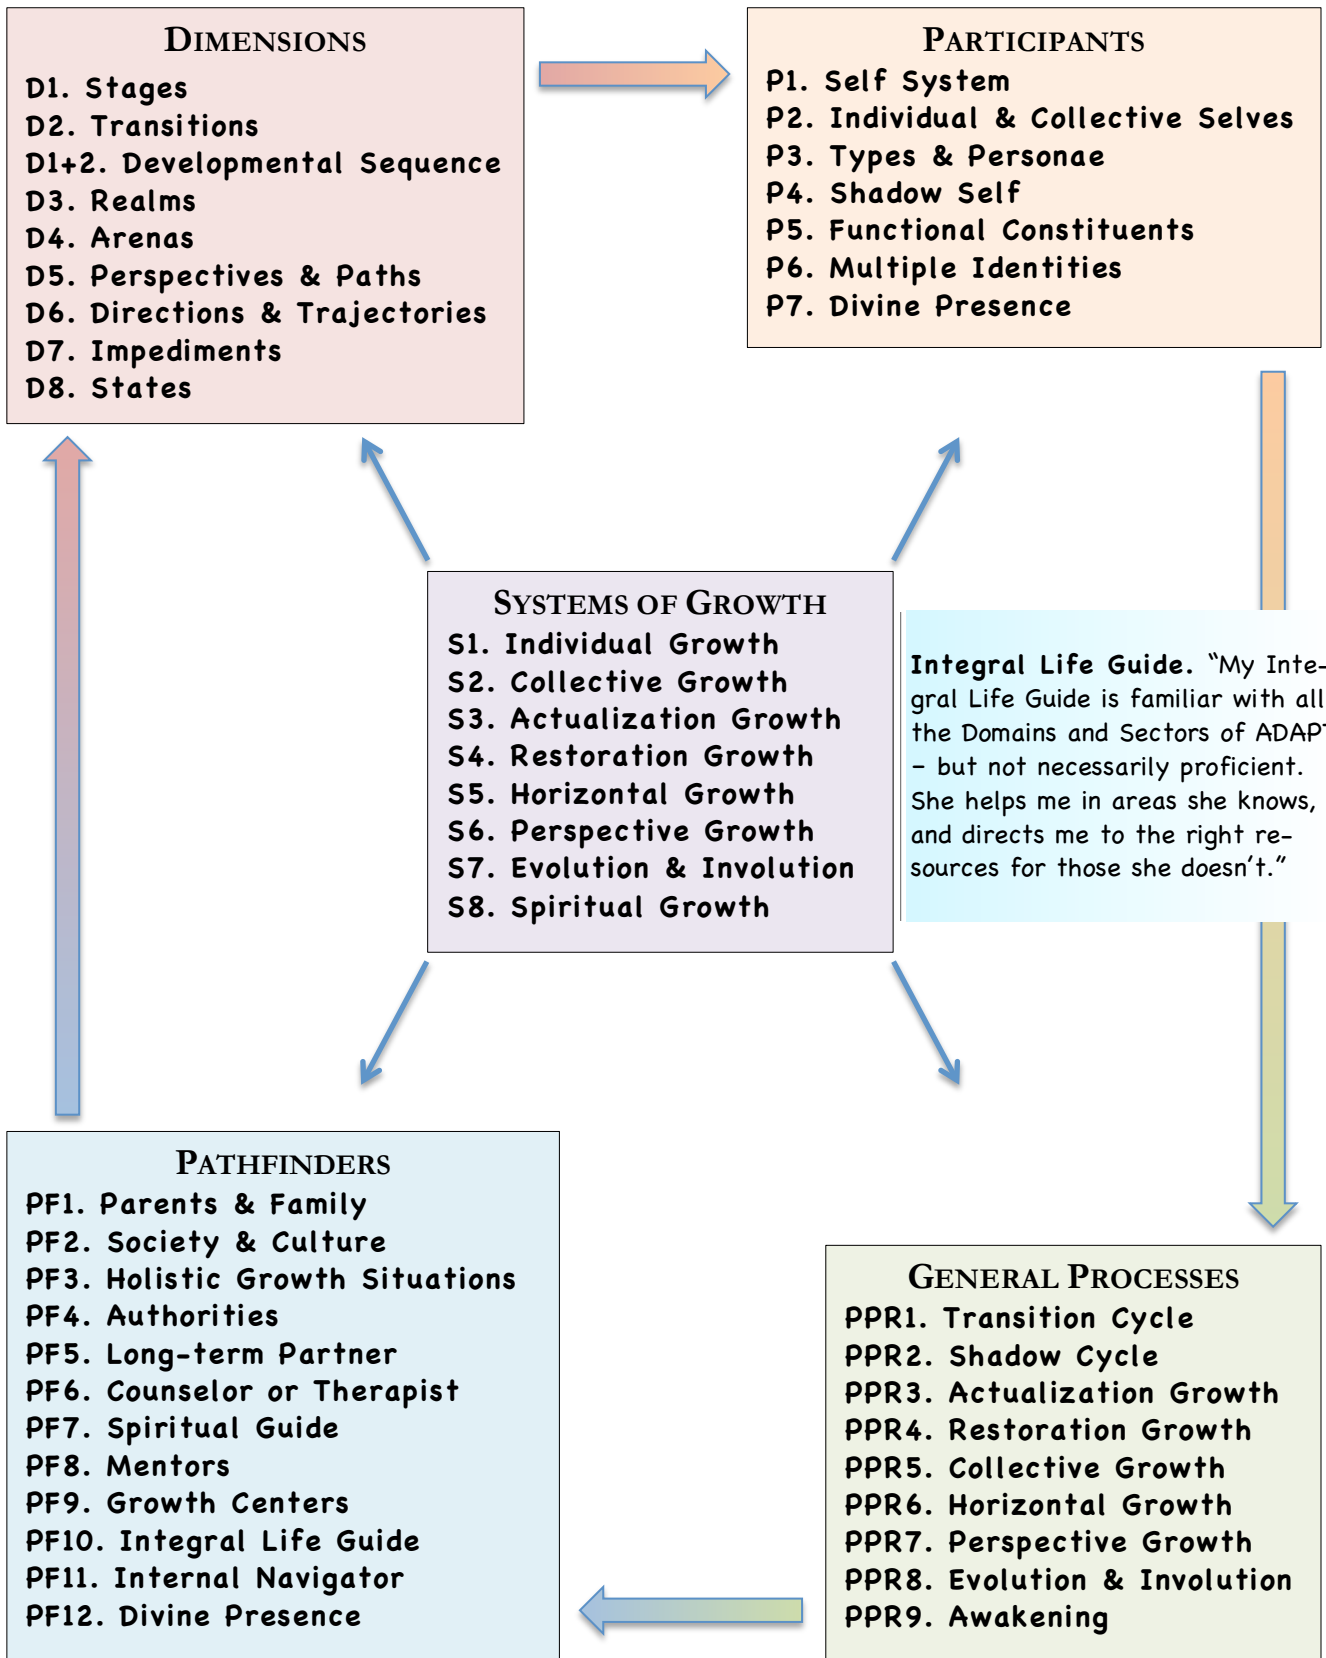 DIMENSIONS
D1. Stages
D2. Transitions
D1+2. Developmental Sequence
D3. Realms
D4. Arenas
D5. Perspectives & Paths
D6. Directions & Trajectories
D7. Impediments
D8. States
PARTICIPANTS
P1. Self System
P2. Individual & Collective Selves
P3. Types & Personae
P4. Shadow Self
P5. Functional Constituents
P6. Multiple Identities
P7. Divine Presence
SYSTEMS OF GROWTH
S1. Individual Growth
S2. Collective Growth
S3. Actualization Growth
S4. Restoration Growth
S5. Horizontal Growth
S6. Perspective Growth
S7. Evolution & Involution
S8. Spiritual Growth
Integral Life Guide. “My Inte-
gral Life Guide is familiar with all
the Domains and Sectors of ADAPT
– but not necessarily proficient.
She helps me in areas she knows,
and directs me to the right re-
sources for those she doesn’t.”
PATHFINDERS
PF1. Parents & Family
PF2. Society & Culture
PF3. Holistic Growth Situations
PF4. Authorities
PF5. Long-term Partner
PF6. Counselor or Therapist
PF7. Spiritual Guide
PF8. Mentors
PF9. Growth Centers
PF10. Integral Life Guide
PF11. Internal Navigator
PF12. Divine Presence
GENERAL PROCESSES
PPR1. Transition Cycle
PPR2. Shadow Cycle
PPR3. Actualization Growth
PPR4. Restoration Growth
PPR5. Collective Growth
PPR6. Horizontal Growth
PPR7. Perspective Growth
PPR8. Evolution & Involution
PPR9. Awakening